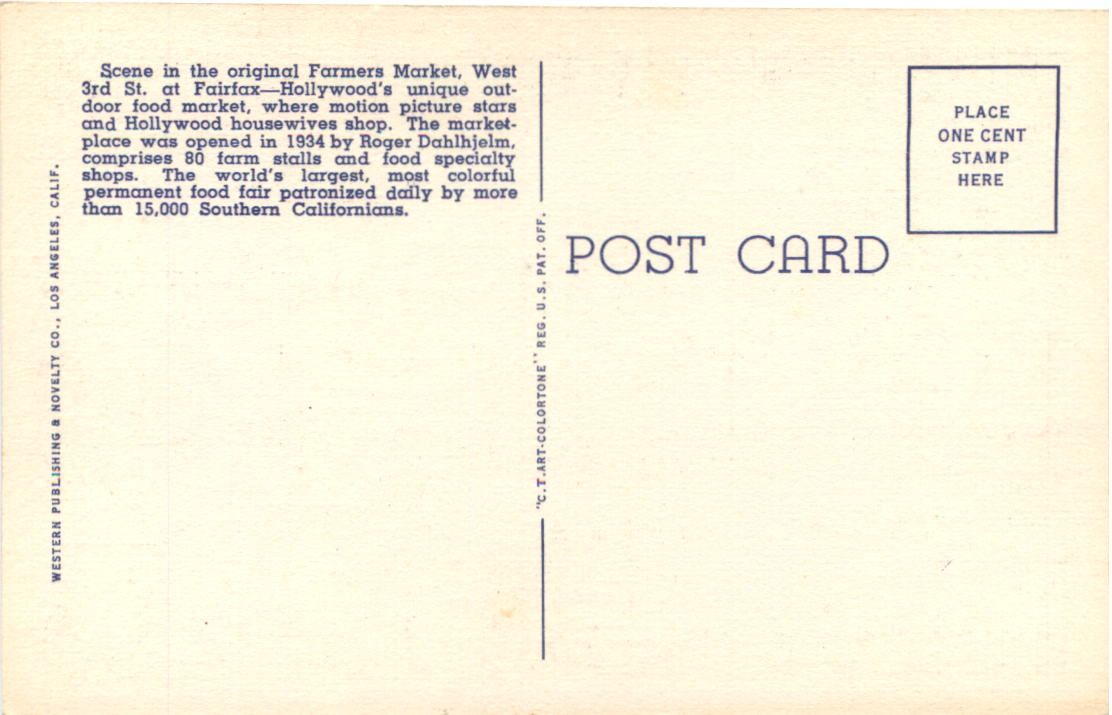 Scene in the original Farmers Market, West
3rd St. at Fairfax—Hollywood's unique out-
door food market, where motion picture stars
and Hollywood housewives shop. The market-
place was opened in 1934 by Roger Dahlhjelm,
comprises 80 farm stalls and food specialty
shops. The world's largest, most colorful
permanent food fair patronized daily by more
than 15,000 Southern Californians.
WESTERN PUBLISHING & NOVELTY CO., LOS ANGELES, CALIF.
"C.T.ART-COLORTONE" REG. U.S. PAT. OFF.
POST CARD
PLACE
ONE CENT
STAMP
HERE